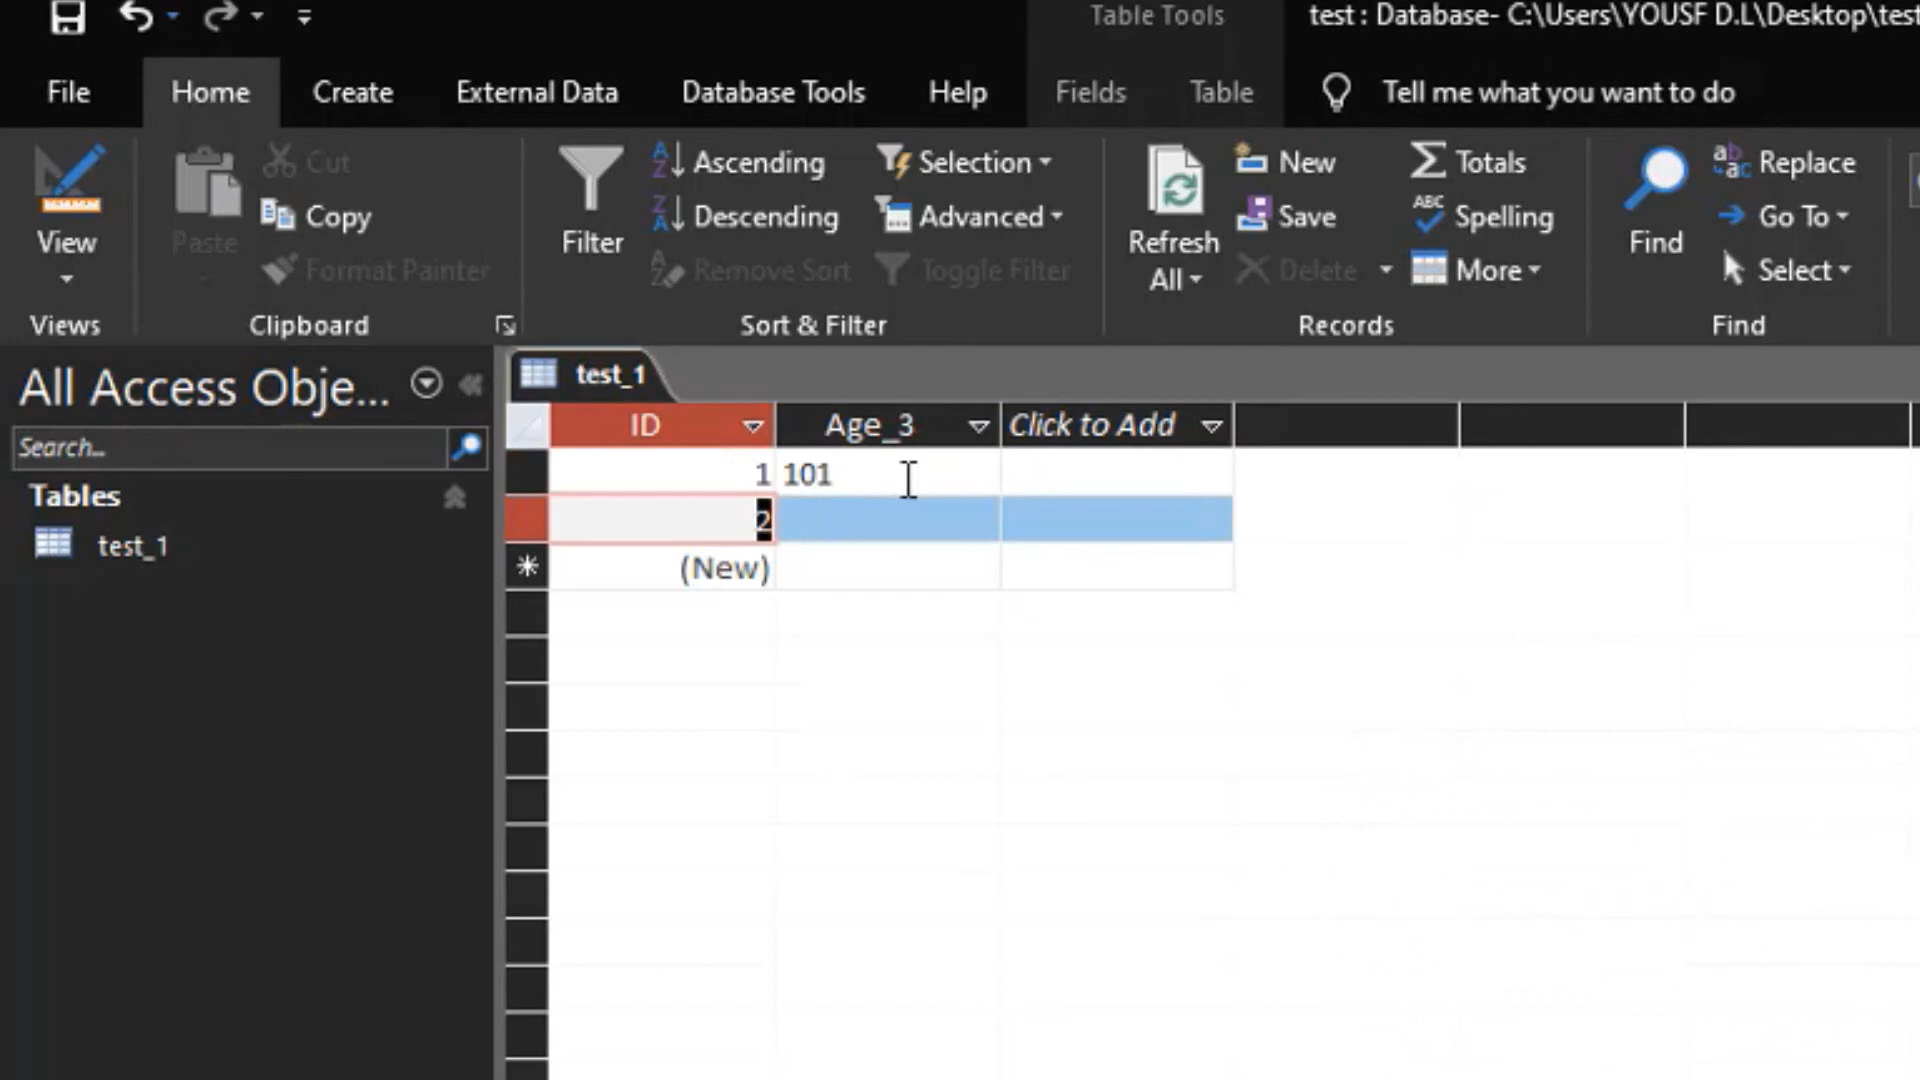 Table Tools
test : Database- C:\Users\YOUSF D.L\Desktop\test
File Home Create External Data Database Tools Help Fields Table Tell me what you want to do
View
Paste
Cut
Copy
Format Painter
Filter
Ascending
Descending
Remove Sort
Selection
Advanced
Toggle Filter
Refresh
All
New
Save
Delete
Totals
ABC
Spelling
More
Find
Replace
Go To
Select
Views Clipboard Sort & Filter Records Find
All Access Obje...
Search...
Tables
test_1
test_1
ID Age_3 Click to Add
1 101
2
(New)